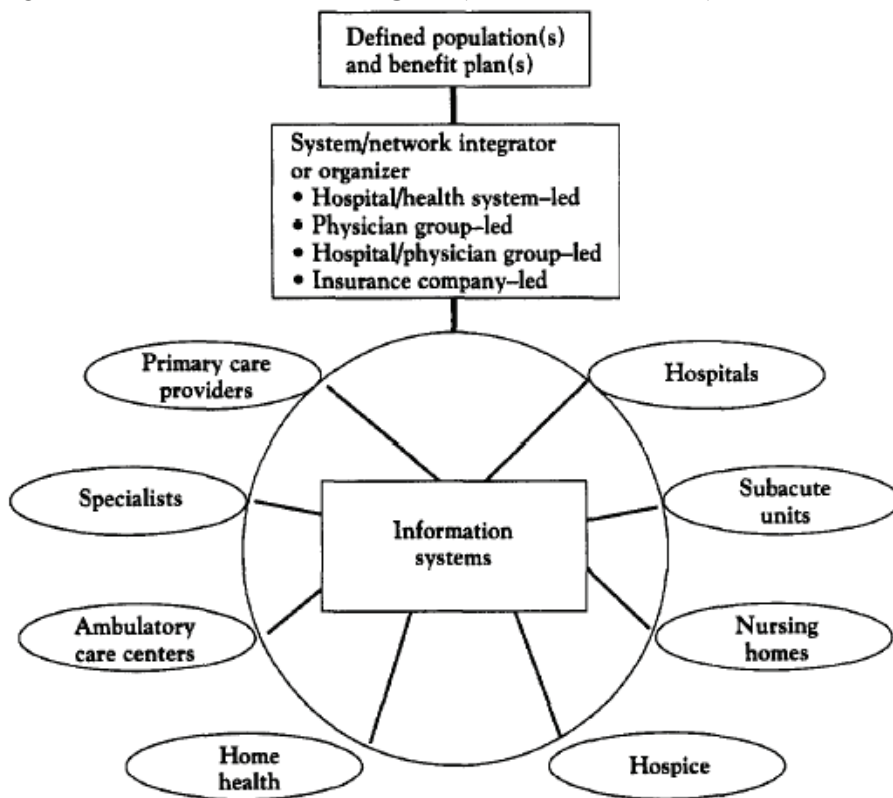 Defined population(s)
and benefit plan(s)
System/network integrator
or organizer
• Hospital/health system–led
• Physician group–led
• Hospital/physician group–led
• Insurance company–led
Primary care
providers
Hospitals
Specialists
Subacute
units
Information
systems
Ambulatory
care centers
Nursing
homes
Home
health
Hospice